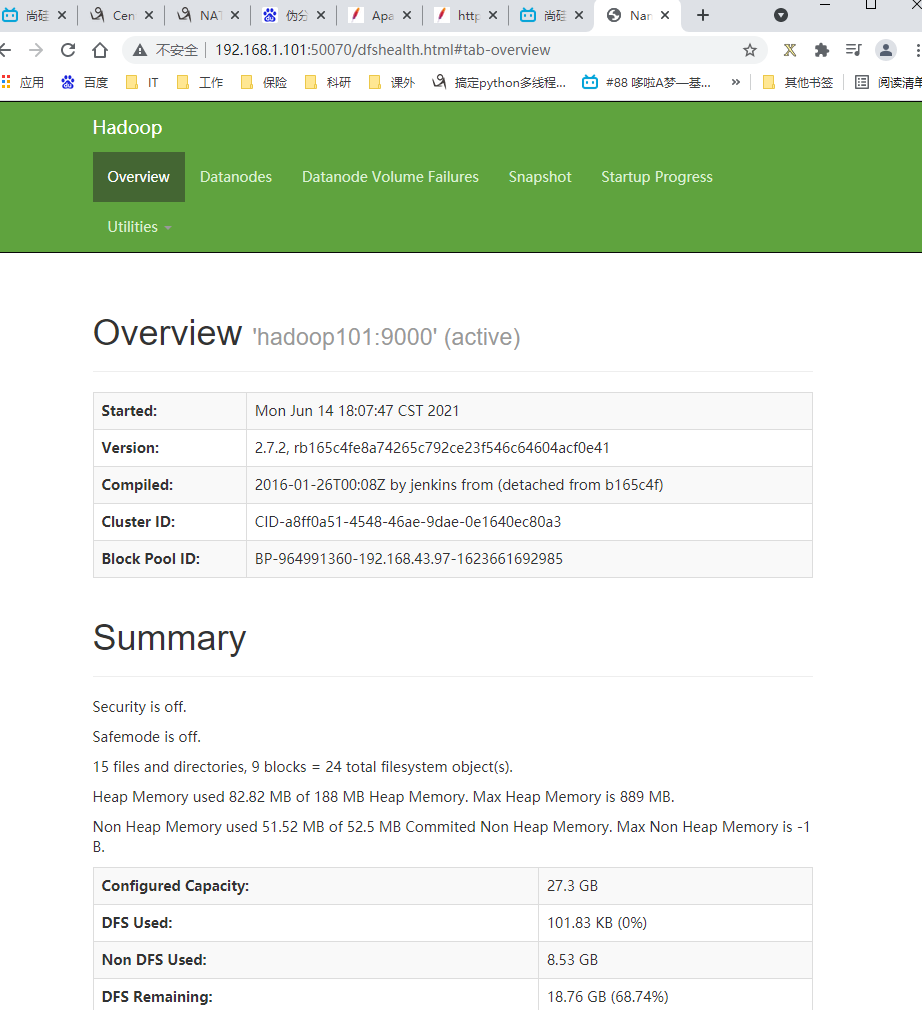 尚硅
Cen
NAT
伪分
Apa
http
尚硅
Nam
不安全 192.168.1.101:50070/dfshealth.html#tab-overview
应用 百度 IT 工作 保险 科研 课外 搞定python多线程... #88 哆啦A梦—基... » 其他书签 阅读清单
Hadoop
Overview Datanodes Datanode Volume Failures Snapshot Startup Progress
Utilities
Overview 'hadoop101:9000' (active)
Started: Mon Jun 14 18:07:47 CST 2021
Version: 2.7.2, rb165c4fe8a74265c792ce23f546c64604acf0e41
Compiled: 2016-01-26T00:08Z by jenkins from (detached from b165c4f)
Cluster ID: CID-a8ff0a51-4548-46ae-9dae-0e1640ec80a3
Block Pool ID: BP-964991360-192.168.43.97-1623661692985
Summary
Security is off.
Safemode is off.
15 files and directories, 9 blocks = 24 total filesystem object(s).
Heap Memory used 82.82 MB of 188 MB Heap Memory. Max Heap Memory is 889 MB.
Non Heap Memory used 51.52 MB of 52.5 MB Commited Non Heap Memory. Max Non Heap Memory is -1
B.
Configured Capacity: 27.3 GB
DFS Used: 101.83 KB (0%)
Non DFS Used: 8.53 GB
DFS Remaining: 18.76 GB (68.74%)